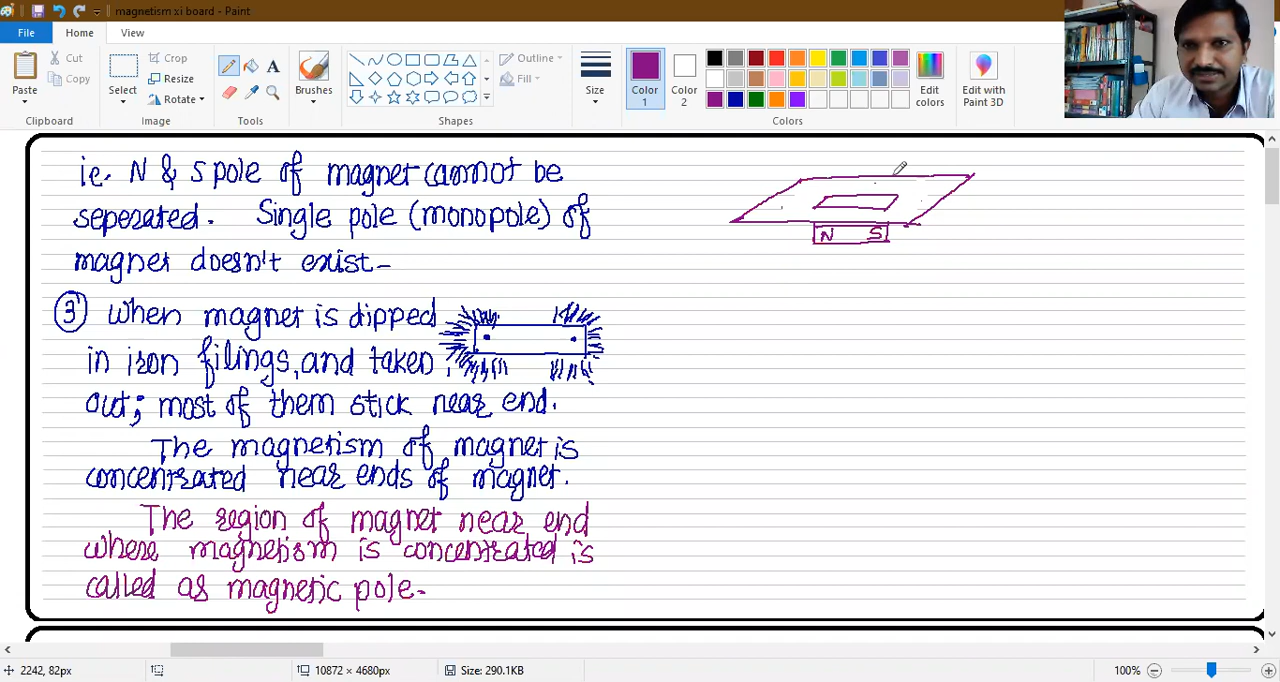 magnetism xi board - Paint
File Home View
Paste Cut Copy Clipboard
Select Crop Resize Rotate Image
Tools
Brushes
Shapes Outline Fill
Size
Color 1 Color 2 Edit colors Edit with Paint 3D Colors
ie. N & S pole of magnet cannot be
seperated. Single pole (monopole) of
magnet doesn't exist-
3 When magnet is dipped
in iron filings, and taken
out; most of them stick near end.
The magnetism of magnet is
concentrated near ends of magnet.
The region of magnet near end
where magnetism is concentrated is
called as magnetic pole-
N S
2242, 82px 10872 × 4680px Size: 290.1KB 100%